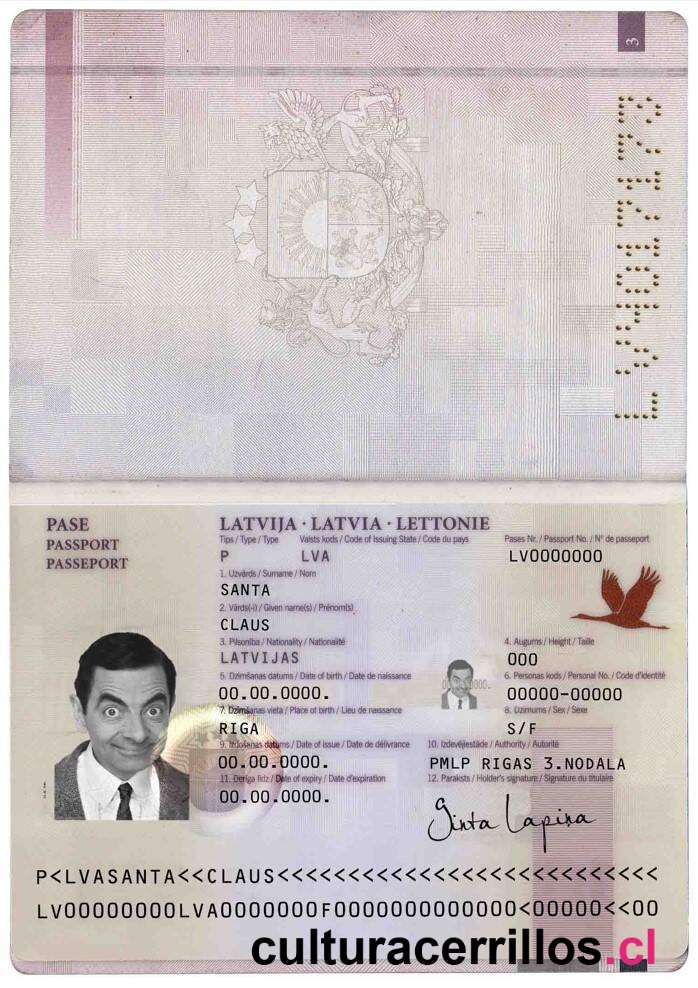 3
LV4017173
PASE
PASSPORT
PASSEPORT
LATVIJA · LATVIA · LETTONIE
Tips / Type / Type Valsts kods / Code of Issuing State / Code du pays Pases Nr. / Passport No. / N° de passeport
P LVA LV0000000
1. Uzvārds / Surname / Nom
SANTA
2. Vārds(-i) / Given name(s) / Prénom(s)
CLAUS
3. Pilsonība / Nationality / Nationalité 4. Augums / Height / Taille
LATVIJAS 000
5. Dzimšanas datums / Date of birth / Date de naissance 6. Personas kods / Personal No. / Code d'identité
00.00.0000. 00000-00000
7. Dzimšanas vieta / Place of birth / Lieu de naissance 8. Dzimums / Sex / Sexe
RIGA S/F
9. Izdošanas datums / Date of issue / Date de délivrance 10. Izdevējiestāde / Authority / Autorité
00.00.0000. PMLP RIGAS 3.NODALA
11. Derīga līdz / Date of expiry / Date d'expiration 12. Paraksts / Holder's signature / Signature du titulaire
00.00.0000. Ginta Lapina
P<LVASANTA<<CLAUS<<<<<<<<<<<<<<<<<<<<<<<<<<<
LV00000000LVA0000000F00000000000000<00000<<00
culturacerrillos.cl